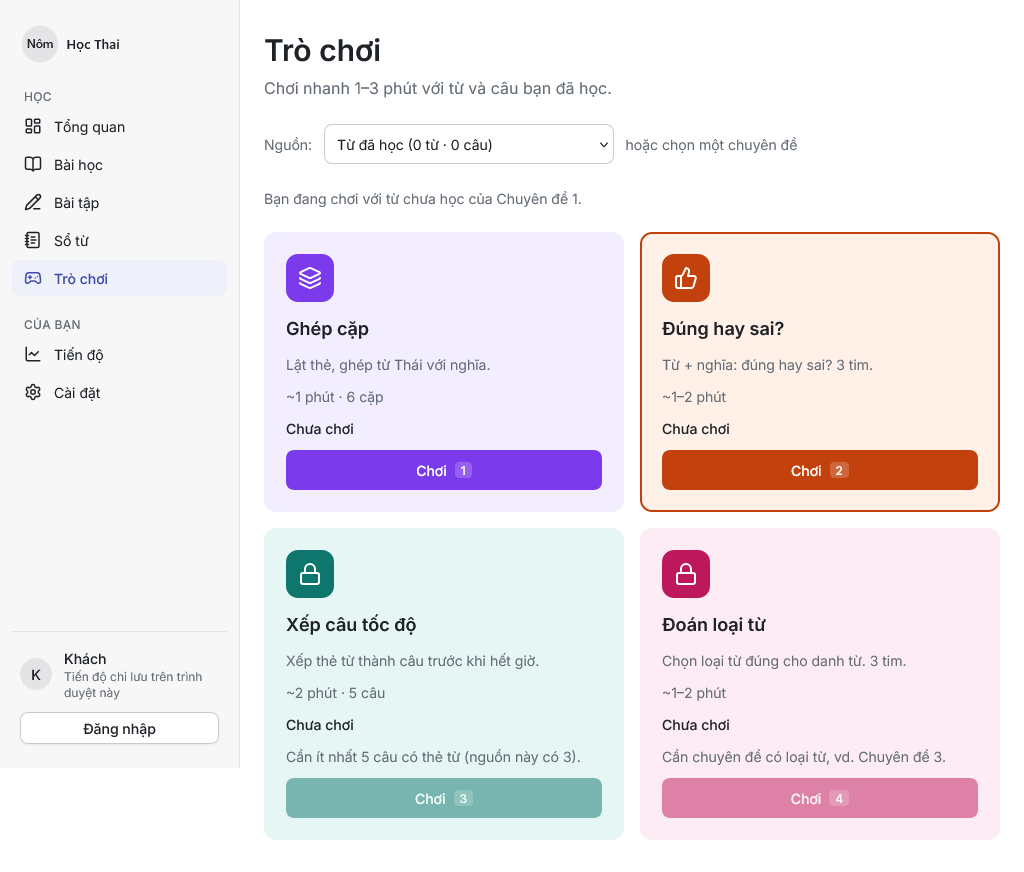 Nôm Học Thai
HỌC
Tổng quan
Bài học
Bài tập
Sổ từ
Trò chơi
CỦA BẠN
Tiến độ
Cài đặt
K
Khách
Tiến độ chỉ lưu trên trình
duyệt này
Đăng nhập
Trò chơi
Chơi nhanh 1–3 phút với từ và câu bạn đã học.
Nguồn: Từ đã học (0 từ · 0 câu) hoặc chọn một chuyên đề
Bạn đang chơi với từ chưa học của Chuyên đề 1.
Ghép cặp
Lật thẻ, ghép từ Thái với nghĩa.
~1 phút · 6 cặp
Chưa chơi
Chơi 1
Đúng hay sai?
Từ + nghĩa: đúng hay sai? 3 tim.
~1–2 phút
Chưa chơi
Chơi 2
Xếp câu tốc độ
Xếp thẻ từ thành câu trước khi hết giờ.
~2 phút · 5 câu
Chưa chơi
Cần ít nhất 5 câu có thẻ từ (nguồn này có 3).
Chơi 3
Đoán loại từ
Chọn loại từ đúng cho danh từ. 3 tim.
~1–2 phút
Chưa chơi
Cần chuyên đề có loại từ, vd. Chuyên đề 3.
Chơi 4